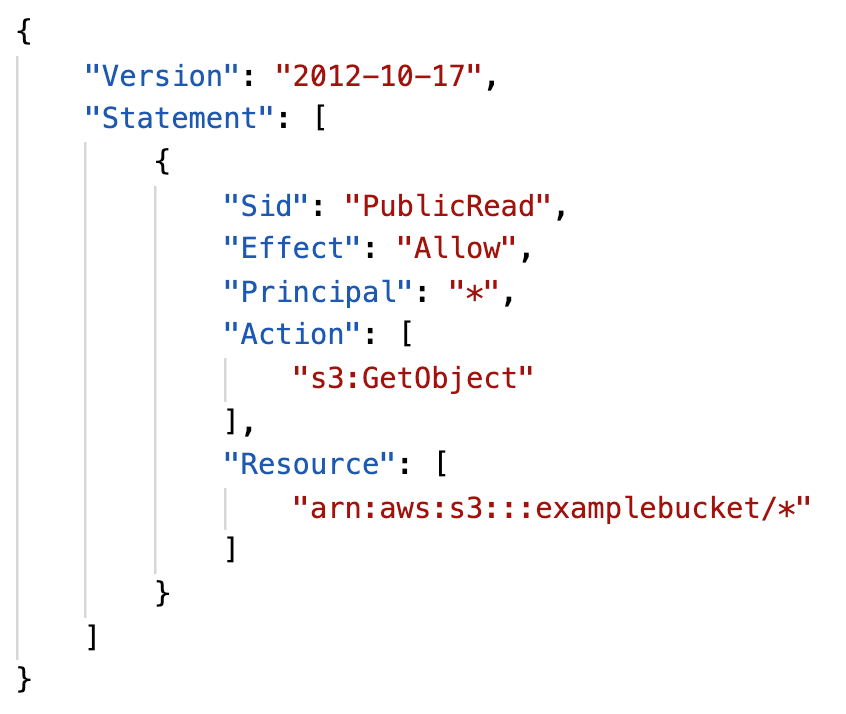 {
    "Version": "2012-10-17",
    "Statement": [
        {
            "Sid": "PublicRead",
            "Effect": "Allow",
            "Principal": "*",
            "Action": [
                "s3:GetObject"
            ],
            "Resource": [
                "arn:aws:s3:::examplebucket/*"
            ]
        }
    ]
}